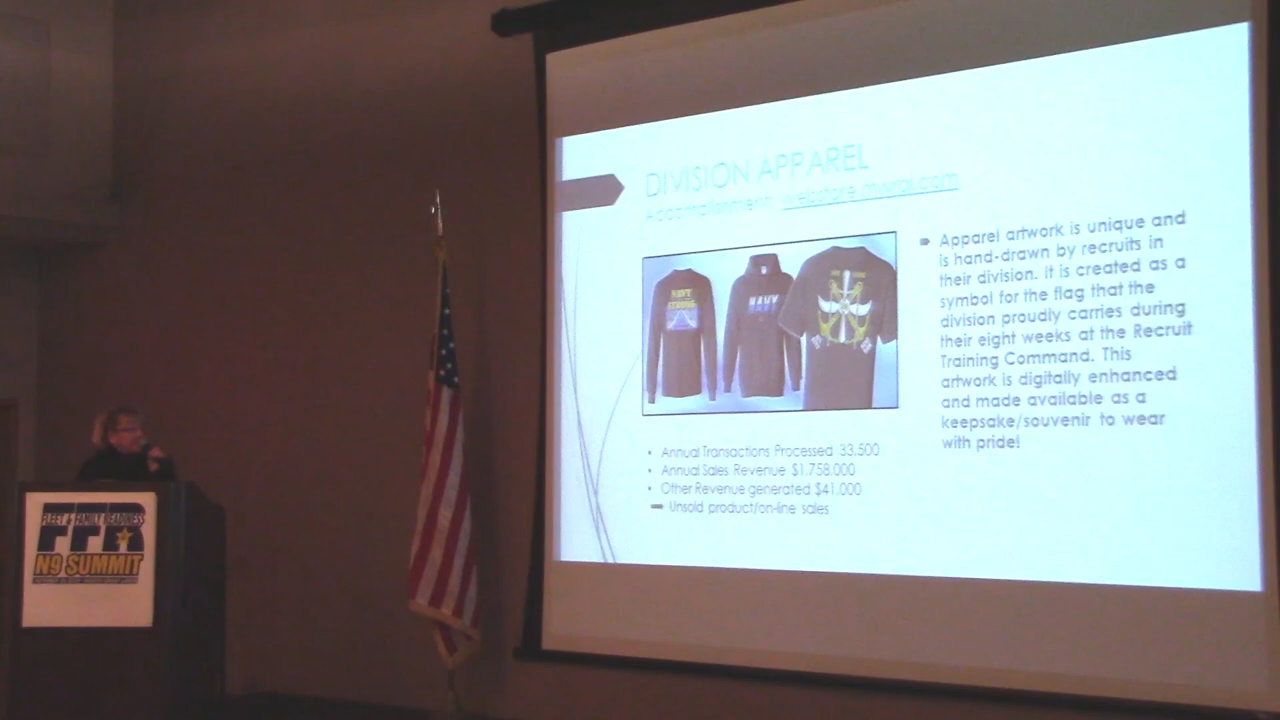 DIVISION APPAREL
Accomplishment:
Apparel artwork is unique and
is hand-drawn by recruits in
their division. It is created as a
symbol for the flag that the
division proudly carries during
their eight weeks at the Recruit
Training Command. This
artwork is digitally enhanced
and made available as a
keepsake/souvenir to wear
with pride!
NAVY
STRONG
NAVY
• Annual Transactions Processed 33,500
• Annual Sales Revenue $1,758,000
• Other Revenue generated $41,000
Unsold product/on-line sales
FLEET & FAMILY READINESS
FFR
N9 SUMMIT